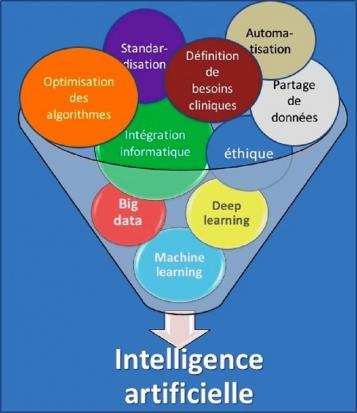 Automa-
tisation
Standar-
disation
Définition
de
besoins
cliniques
Optimisation
des
algorithmes
Partage
de
données
Intégration
informatique
éthique
Big
data
Deep
learning
Machine
learning
Intelligence
artificielle